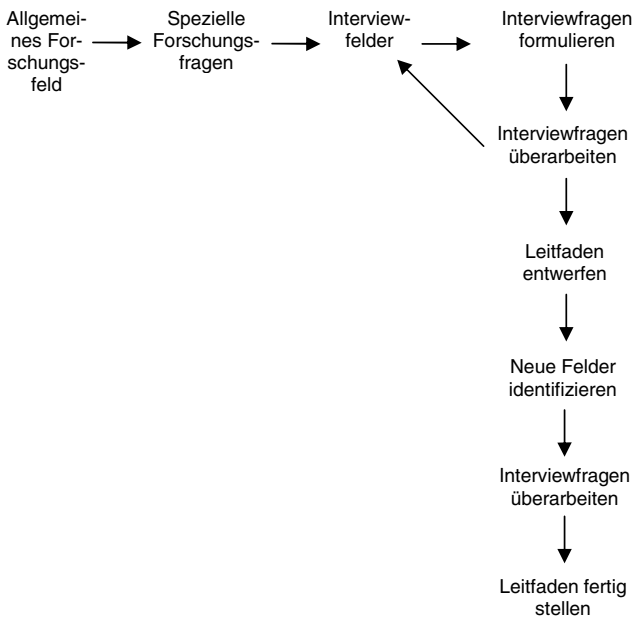 Allgemei-
nes For-
schungs-
feld
Spezielle
Forschungs-
fragen
Interview-
felder
Interviewfragen
formulieren
Interviewfragen
überarbeiten
Leitfaden
entwerfen
Neue Felder
identifizieren
Interviewfragen
überarbeiten
Leitfaden fertig
stellen